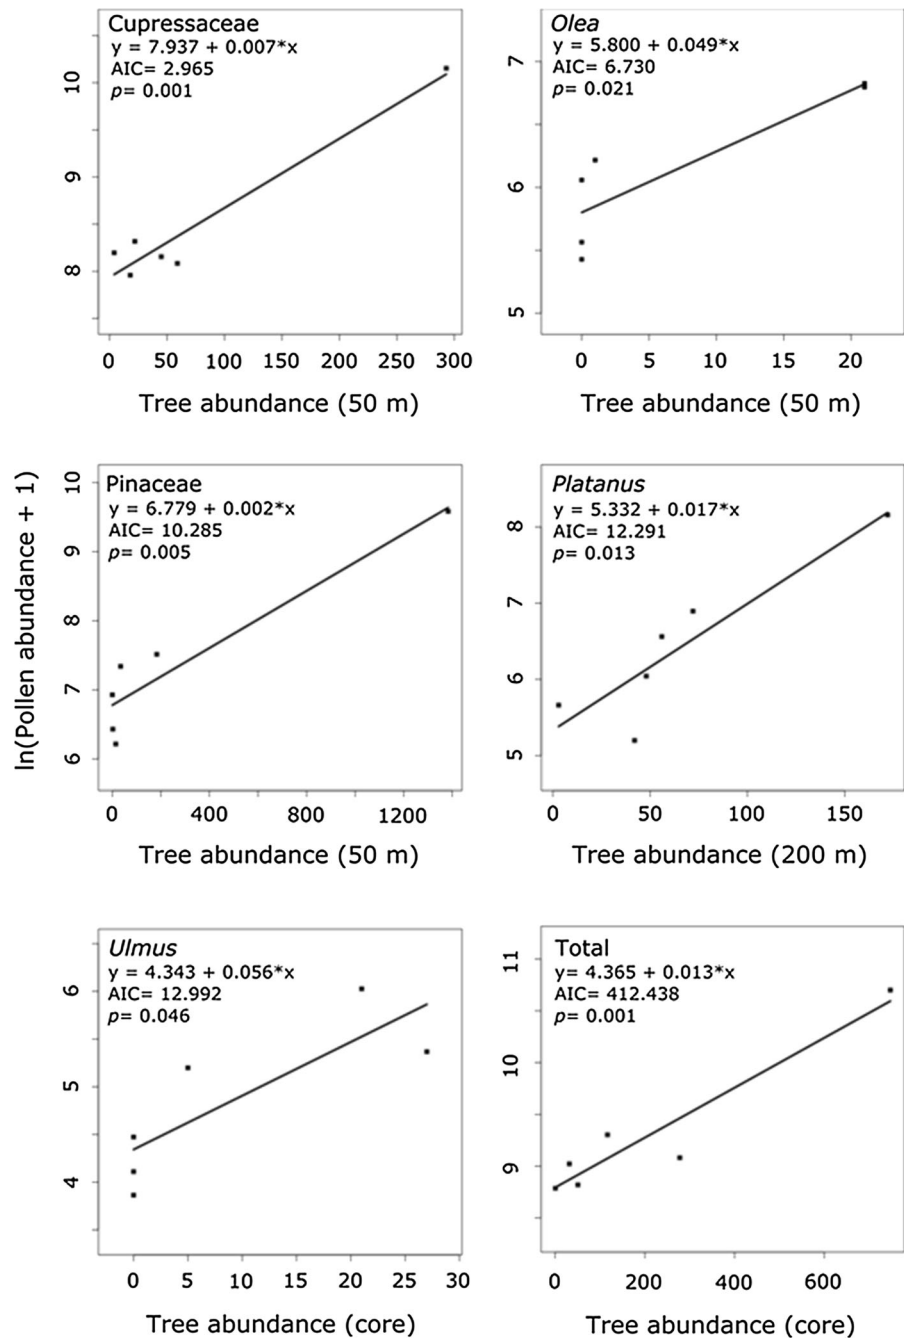 Cupressaceae
y = 7.937 + 0.007*x
AIC= 2.965
p= 0.001
10
9
8
0 50 100 150 200 250 300
Tree abundance (50 m)
Olea
y = 5.800 + 0.049*x
AIC= 6.730
p= 0.021
7
6
5
0 5 10 15 20
Tree abundance (50 m)
ln(Pollen abundance + 1)
Pinaceae
y = 6.779 + 0.002*x
AIC= 10.285
p= 0.005
10
9
8
7
6
0 400 800 1200
Tree abundance (50 m)
Platanus
y = 5.332 + 0.017*x
AIC= 12.291
p= 0.013
8
7
6
5
0 50 100 150
Tree abundance (200 m)
Ulmus
y = 4.343 + 0.056*x
AIC= 12.992
p= 0.046
6
5
4
0 5 10 15 20 25 30
Tree abundance (core)
Total
y= 4.365 + 0.013*x
AIC= 412.438
p= 0.001
11
10
9
0 200 400 600
Tree abundance (core)